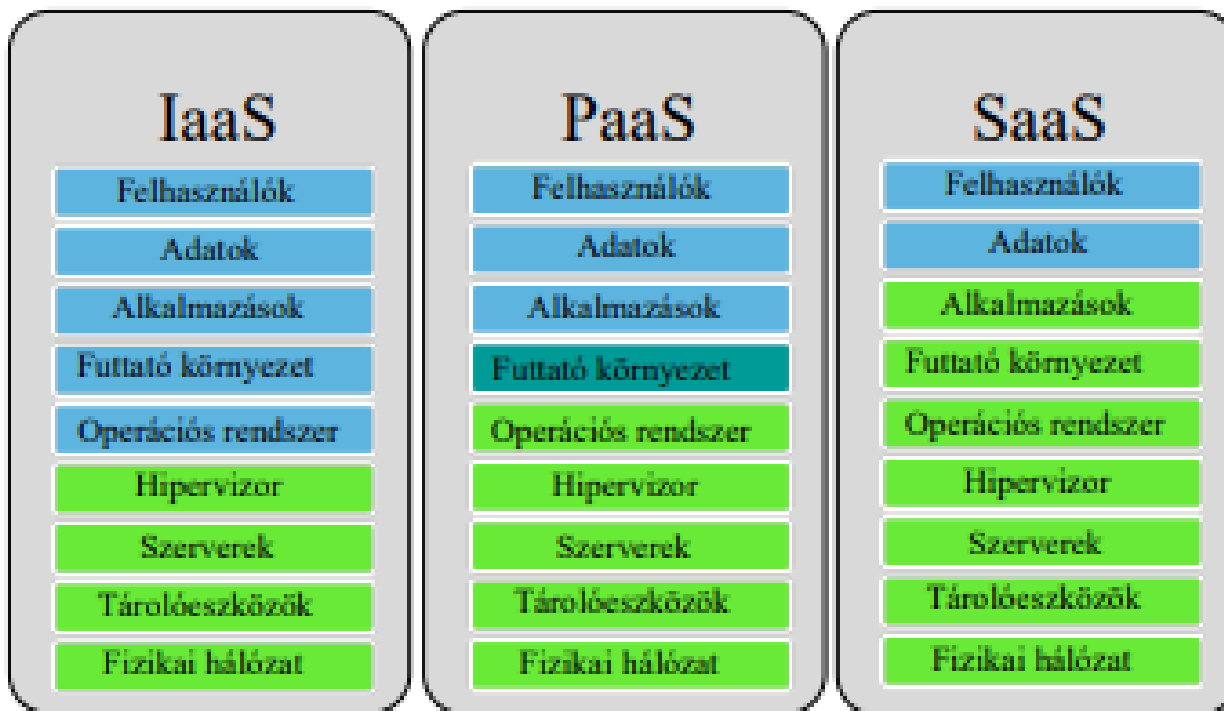 IaaS
Felhasználók
Adatok
Alkalmazások
Futtató környezet
Operációs rendszer
Hipervizor
Szerverek
Tárolóeszközök
Fizikai hálózat
PaaS
Felhasználók
Adatok
Alkalmazások
Futtató környezet
Operációs rendszer
Hipervizor
Szerverek
Tárolóeszközök
Fizikai hálózat
SaaS
Felhasználók
Adatok
Alkalmazások
Futtató környezet
Operációs rendszer
Hipervizor
Szerverek
Tárolóeszközök
Fizikai hálózat